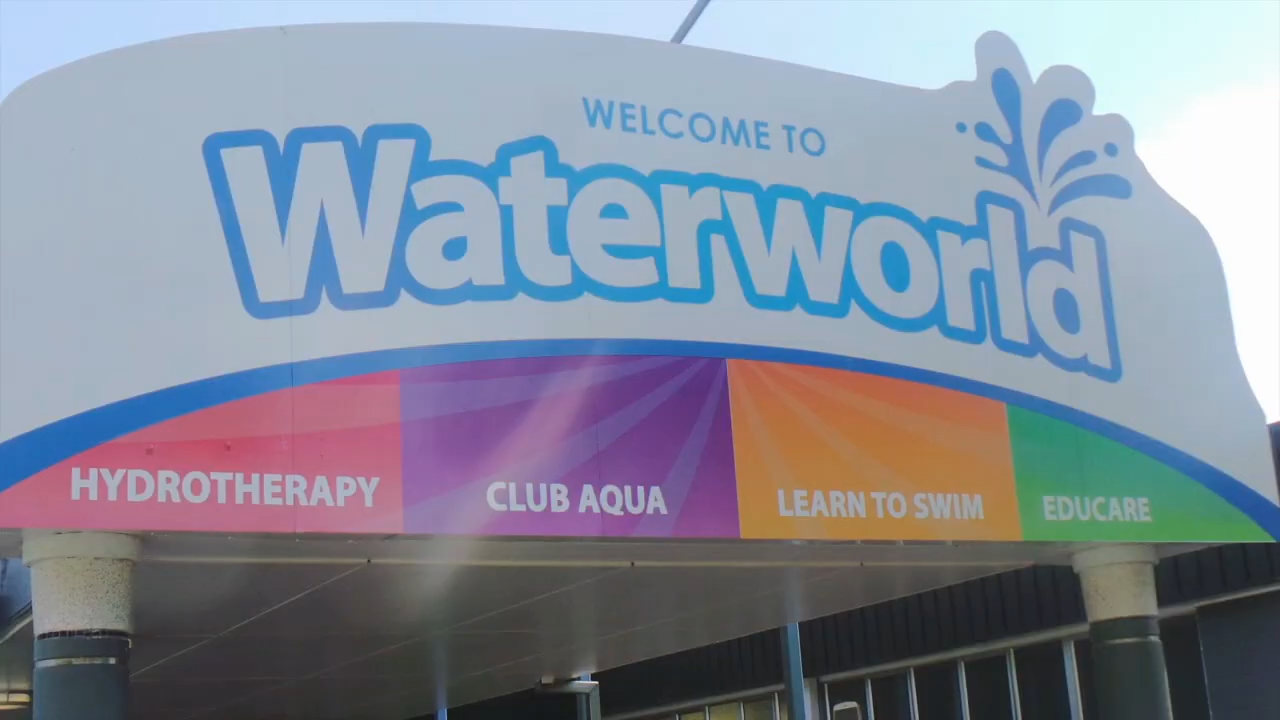 WELCOME TO
Waterworld
HYDROTHERAPY
CLUB AQUA
LEARN TO SWIM
EDUCARE